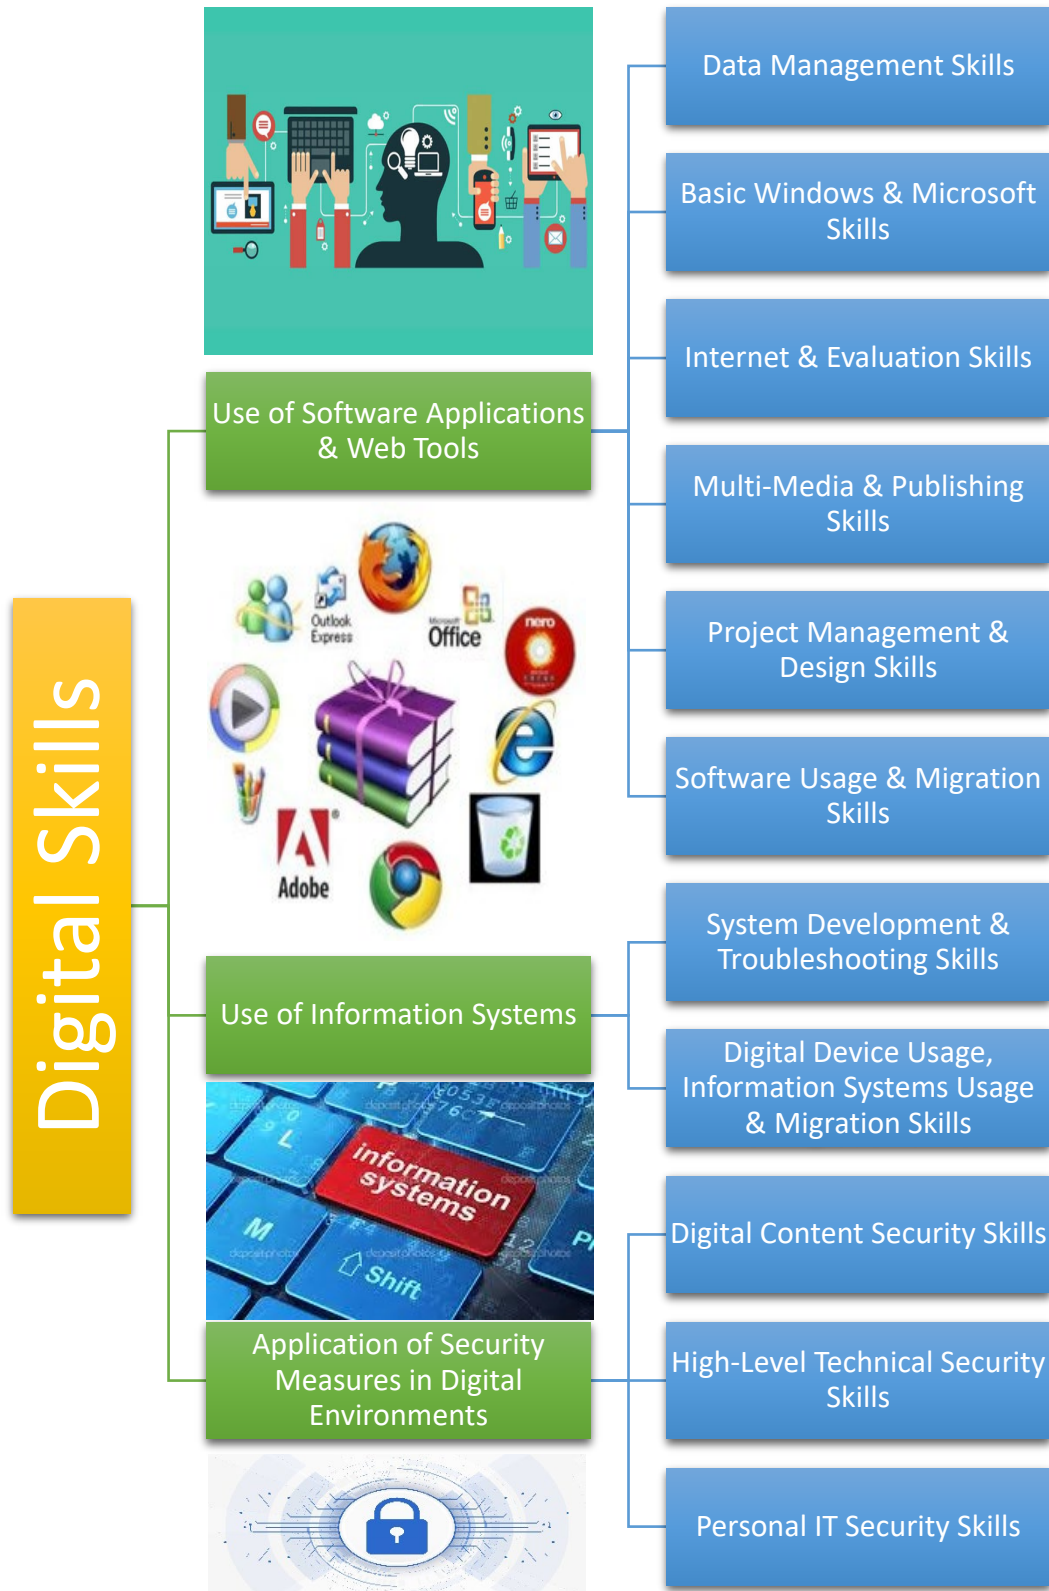 Digital Skills
Use of Software Applications
& Web Tools
Outlook
Express
Microsoft
Office
nero
Adobe
Use of Information Systems
information
systems
L
M
Shift
depositphotos
Application of Security
Measures in Digital
Environments
Data Management Skills
Basic Windows & Microsoft
Skills
Internet & Evaluation Skills
Multi-Media & Publishing
Skills
Project Management &
Design Skills
Software Usage & Migration
Skills
System Development &
Troubleshooting Skills
Digital Device Usage,
Information Systems Usage
& Migration Skills
Digital Content Security Skills
High-Level Technical Security
Skills
Personal IT Security Skills